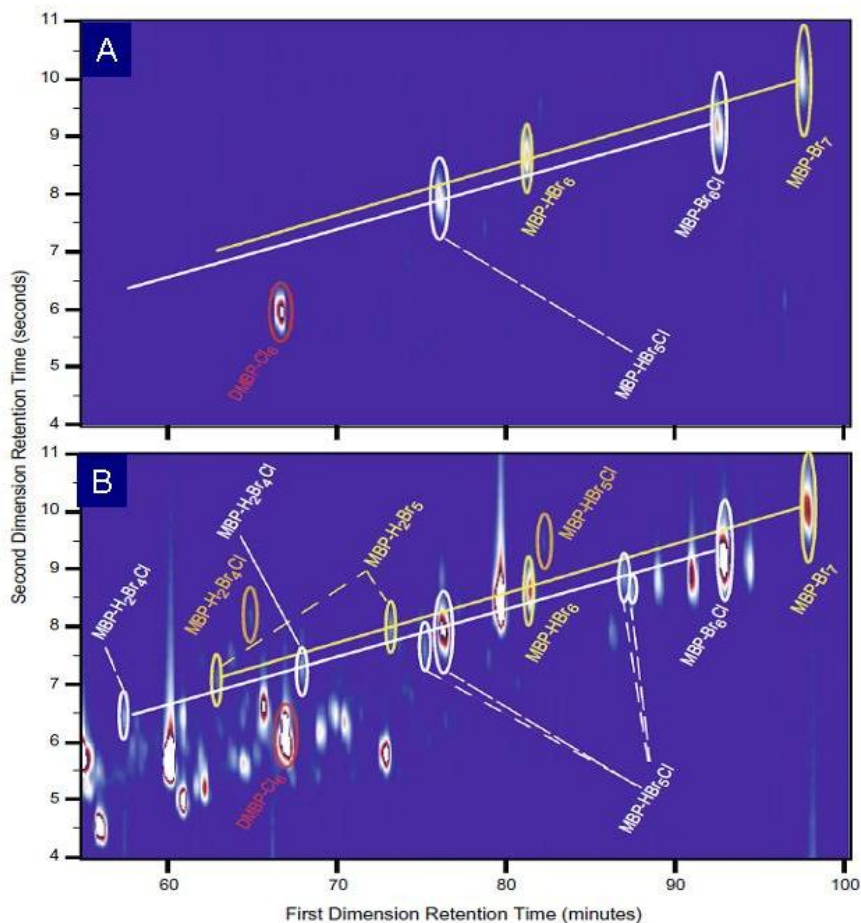 A
11
10
9
8
7
6
5
4
MBP-Br₇
MBP-HBr₆
MBP-Br₆Cl
DMBP-Cl₆
MBP-HBr₅Cl
Second Dimension Retention Time (seconds)
B
11
10
9
8
7
6
5
4
MBP-H₂Br₄Cl
MBP-H₂Br₄Cl
MBP-H₂Br₄Cl
MBP-H₂Br₅
MBP-HBr₅Cl
MBP-HBr₆
MBP-Br₆Cl
MBP-Br₇
DMBP-Cl₆
MBP-HBr₅Cl
60
70
80
90
100
First Dimension Retention Time (minutes)